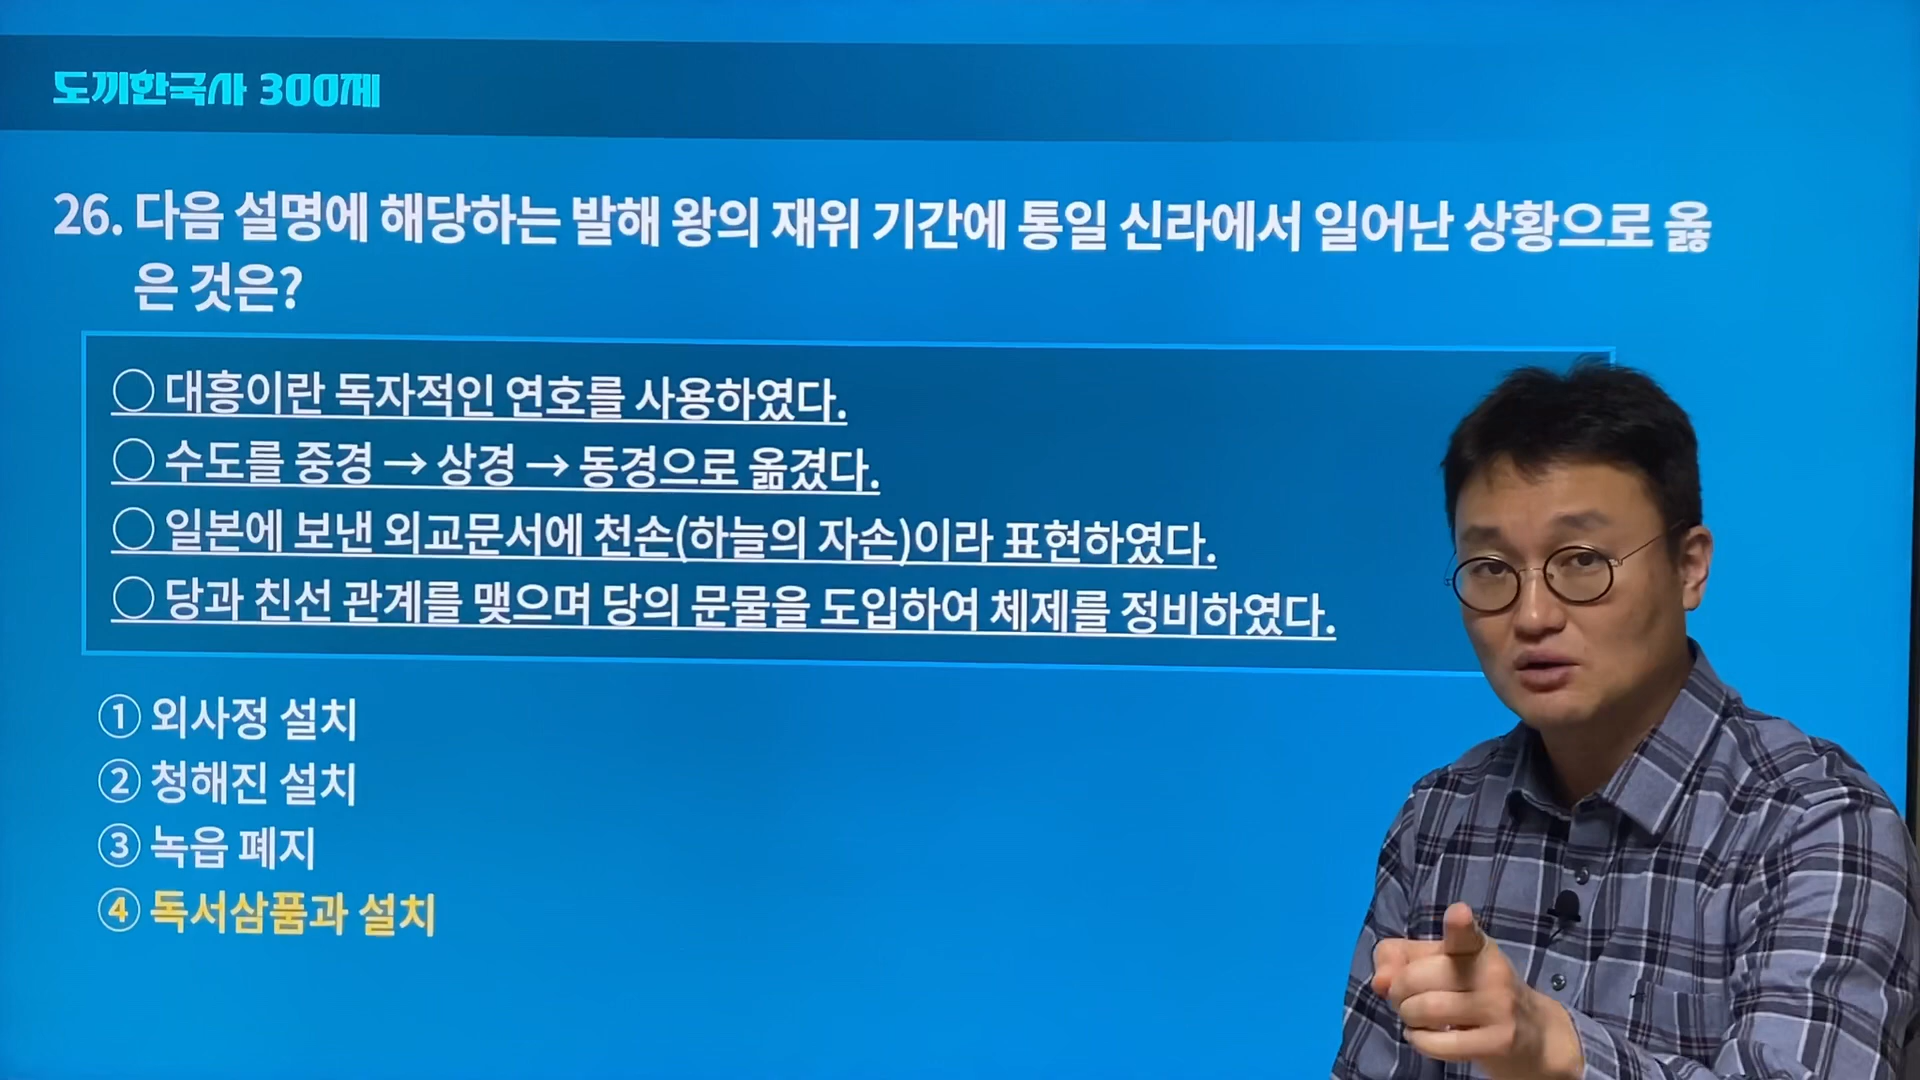 도끼한국사 300제
26. 다음 설명에 해당하는 발해 왕의 재위 기간에 통일 신라에서 일어난 상황으로 옳
은 것은?
○ 대흥이란 독자적인 연호를 사용하였다.
○ 수도를 중경 → 상경 → 동경으로 옮겼다.
○ 일본에 보낸 외교문서에 천손(하늘의 자손)이라 표현하였다.
○ 당과 친선 관계를 맺으며 당의 문물을 도입하여 체제를 정비하였다.
① 외사정 설치
② 청해진 설치
③ 녹읍 폐지
④ 독서삼품과 설치